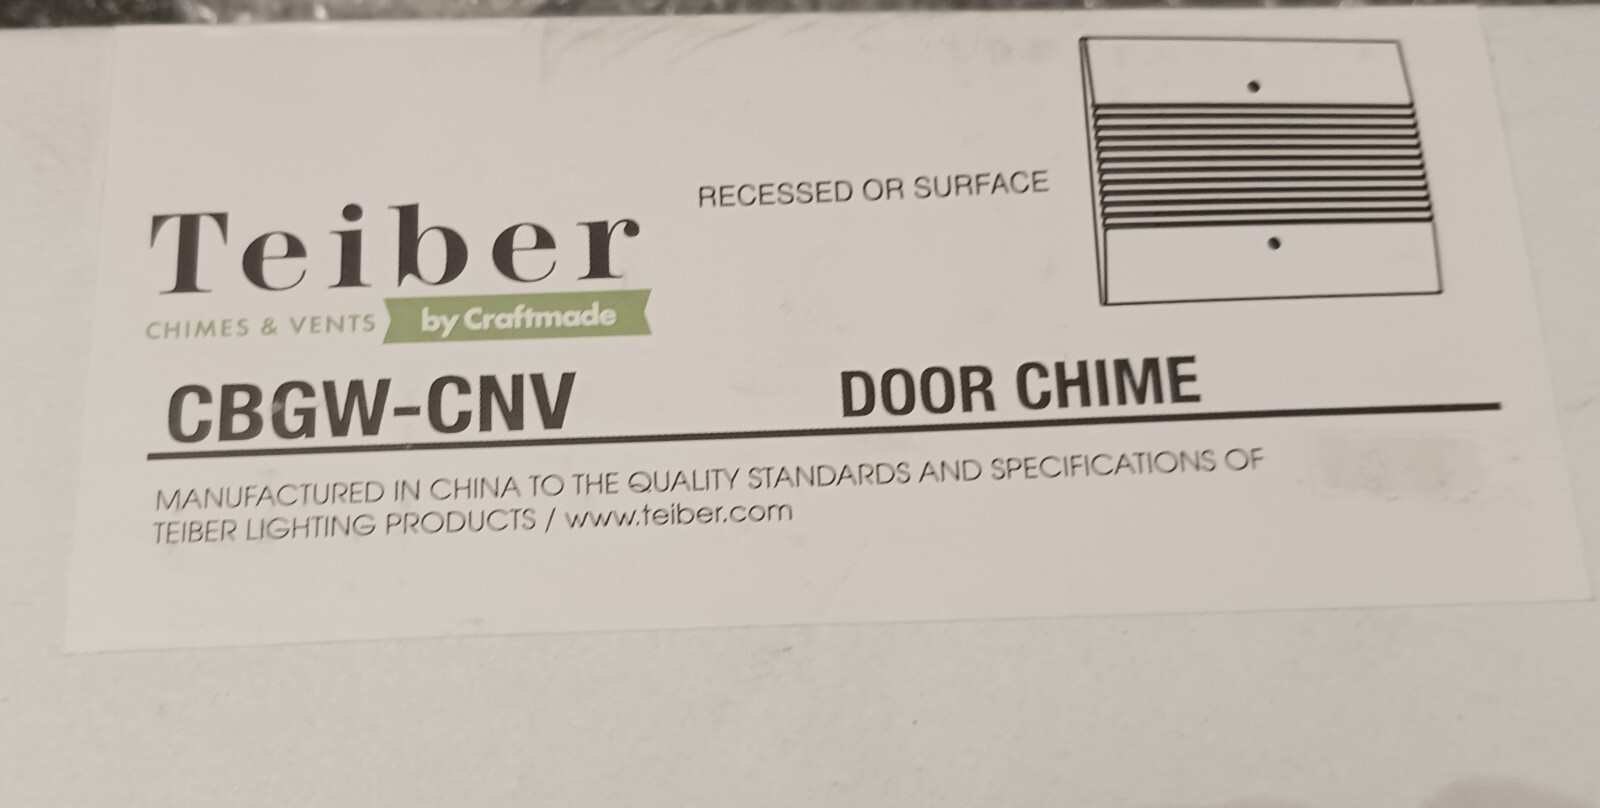 RECESSED OR SURFACE
Teiber
CHIMES & VENTS by Craftmade
CBGW-CNV DOOR CHIME
MANUFACTURED IN CHINA TO THE QUALITY STANDARDS AND SPECIFICATIONS OF
TEIBER LIGHTING PRODUCTS / www.teiber.com